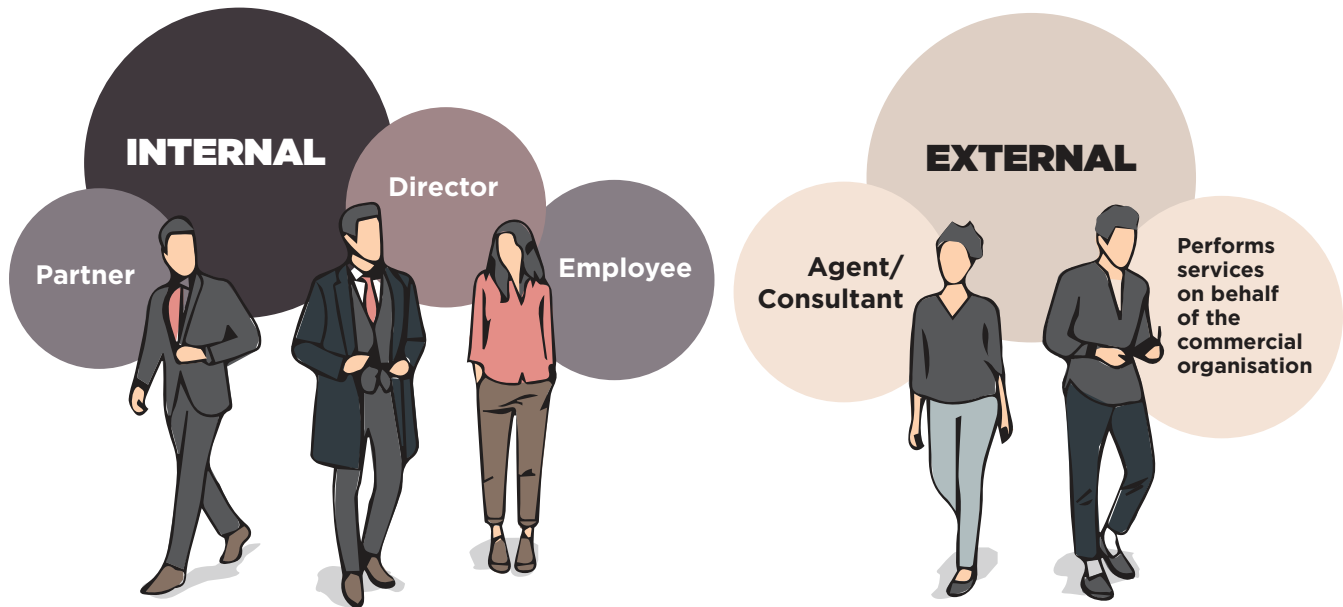 INTERNAL
Partner
Director
Employee
EXTERNAL
Agent/
Consultant
Performs
services
on behalf
of the
commercial
organisation